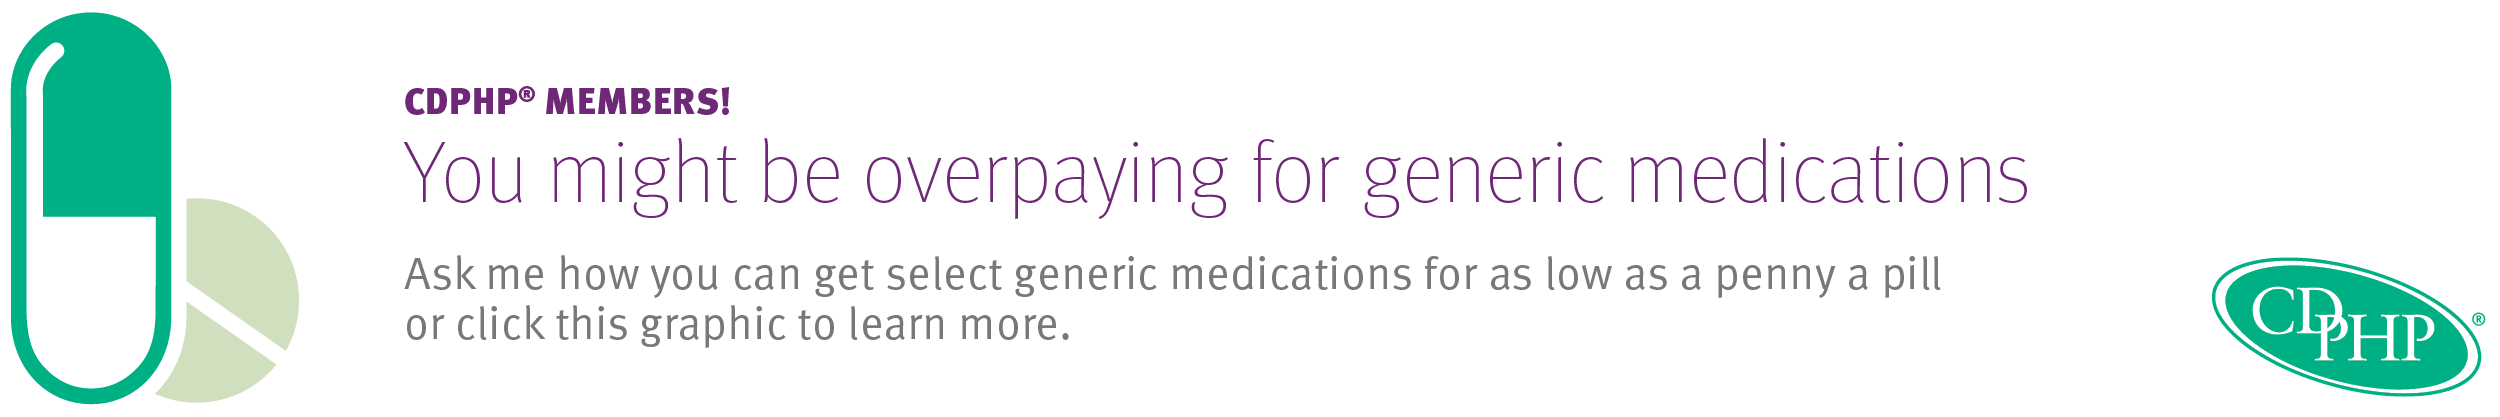 CDPHP® MEMBERS!
You might be overpaying for generic medications
Ask me how you can get select generic medications for as low as a penny a pill
or click this graphic to learn more.
CDPHP®